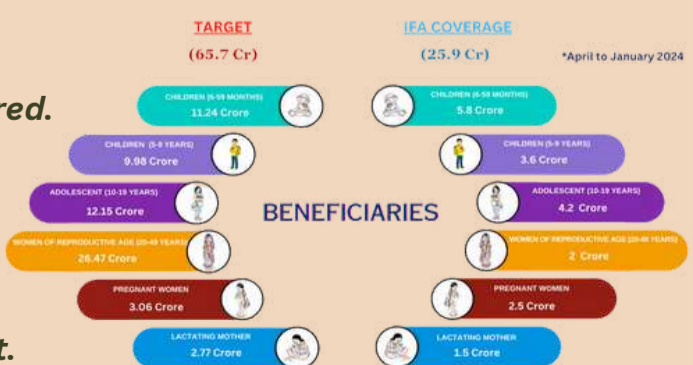 TARGET
(65.7 Cr)
IFA COVERAGE
(25.9 Cr)
*April to January 2024
red.
t.
BENEFICIARIES
CHILDREN (6-59 MONTHS)
11.24 Crore
CHILDREN (5-9 YEARS)
9.98 Crore
ADOLESCENT (10-19 YEARS)
12.15 Crore
WOMEN OF REPRODUCTIVE AGE (20-49 YEARS)
26.47 Crore
PREGNANT WOMEN
3.06 Crore
LACTATING MOTHER
2.77 Crore
CHILDREN (6-59 MONTHS)
5.8 Crore
CHILDREN (5-9 YEARS)
3.6 Crore
ADOLESCENT (10-19 YEARS)
4.2 Crore
WOMEN OF REPRODUCTIVE AGE (20-49 YEARS)
2 Crore
PREGNANT WOMEN
2.5 Crore
LACTATING MOTHER
1.5 Crore